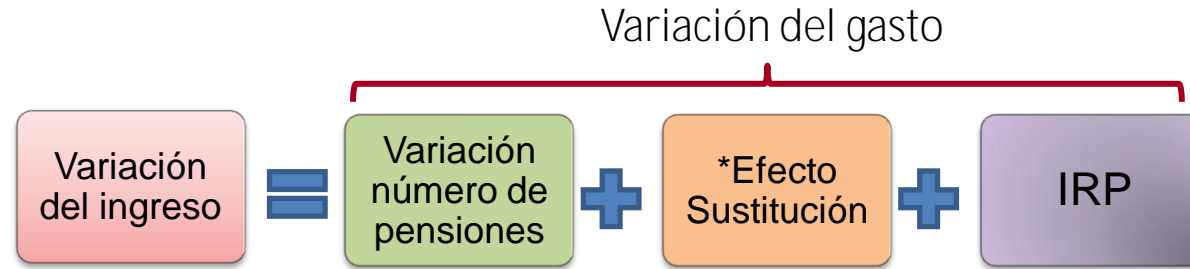 Variación del gasto
Variación
del ingreso
=
Variación
número de
pensiones
+
*Efecto
Sustitución
+
IRP